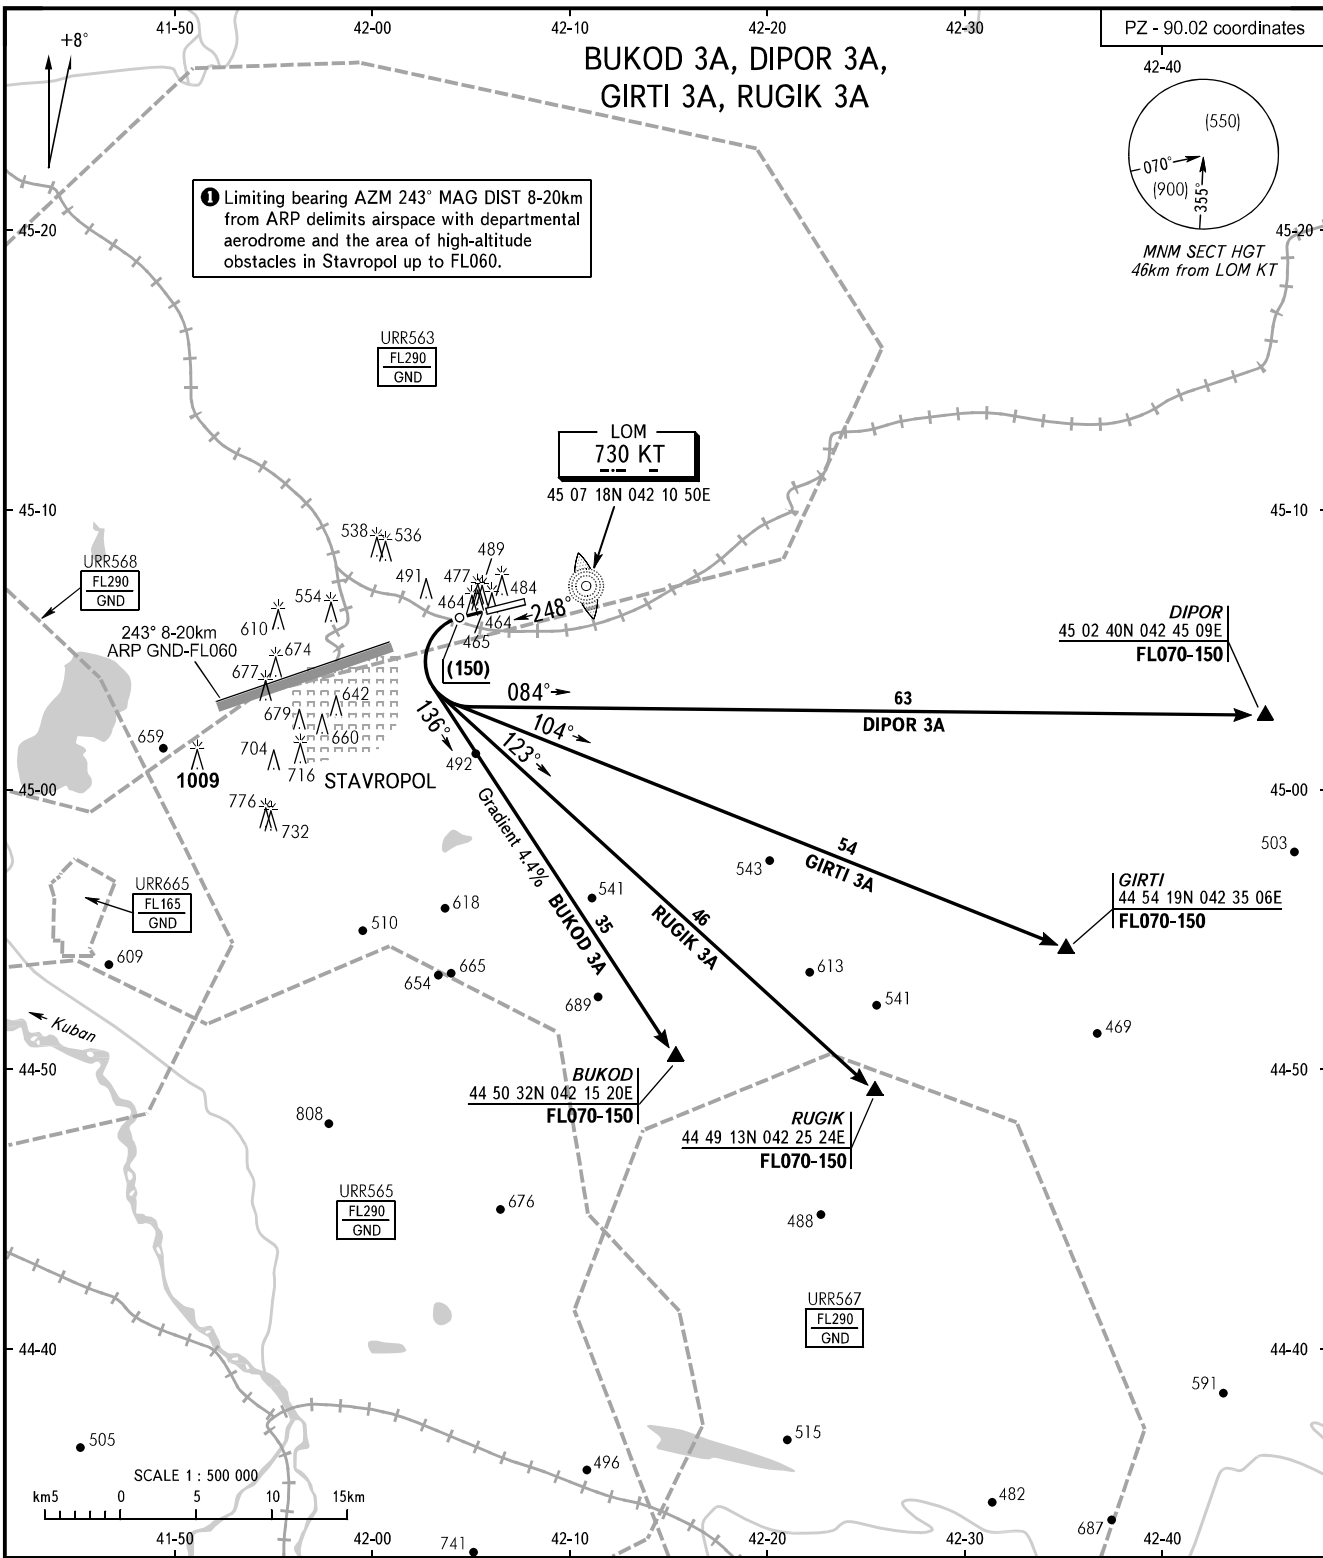 41-50
42-00
42-10
42-20
42-30
PZ - 90.02 coordinates
42-40
+8°
BUKOD 3A, DIPOR 3A,
GIRTI 3A, RUGIK 3A
(550)
070°
(900)
355°
MNM SECT HGT
46km from LOM KT
❶ Limiting bearing AZM 243° MAG DIST 8-20km
from ARP delimits airspace with departmental
aerodrome and the area of high-altitude
obstacles in Stavropol up to FL060.
45-20
45-20
URR563
FL290
GND
LOM
730 KT
45 07 18N 042 10 50E
45-10
45-10
538
536
489
477
491
484
464
464
465
248°
(150)
URR568
FL290
GND
554
610
243° 8-20km
ARP GND-FL060
674
677
642
679
660
704
716
659
1009
STAVROPOL
776
732
DIPOR
45 02 40N 042 45 09E
FL070-150
084°
63
DIPOR 3A
104°
123°
136°
492
45-00
45-00
Gradient 4.4%
BUKOD 3A
35
541
46
RUGIK 3A
54
GIRTI 3A
543
503
GIRTI
44 54 19N 042 35 06E
FL070-150
URR665
FL165
GND
609
618
510
654
665
689
613
541
469
Kuban
44-50
44-50
BUKOD
44 50 32N 042 15 20E
FL070-150
RUGIK
44 49 13N 042 25 24E
FL070-150
808
URR565
FL290
GND
676
488
URR567
FL290
GND
44-40
44-40
591
505
515
496
482
687
741
SCALE 1 : 500 000
km5
0
5
10
15km
41-50
42-00
42-10
42-20
42-30
42-40